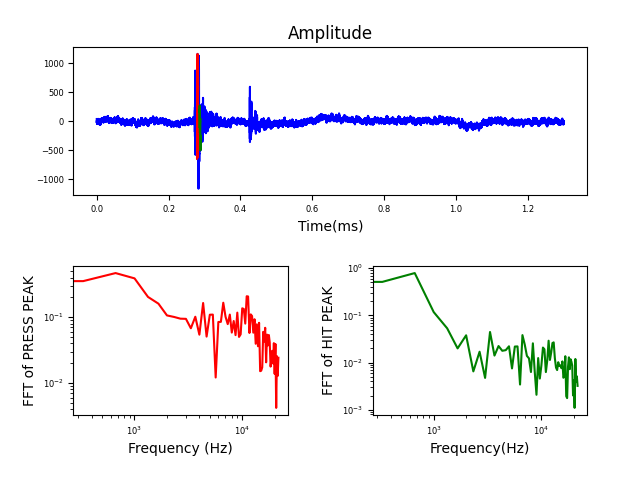 Amplitude
1000
500
0
−500
−1000
0.0 0.2 0.4 0.6 0.8 1.0 1.2
Time(ms)
FFT of PRESS PEAK
10⁻¹
10⁻²
10³ 10⁴
Frequency (Hz)
FFT of HIT PEAK
10⁰
10⁻¹
10⁻²
10⁻³
10³ 10⁴
Frequency(Hz)